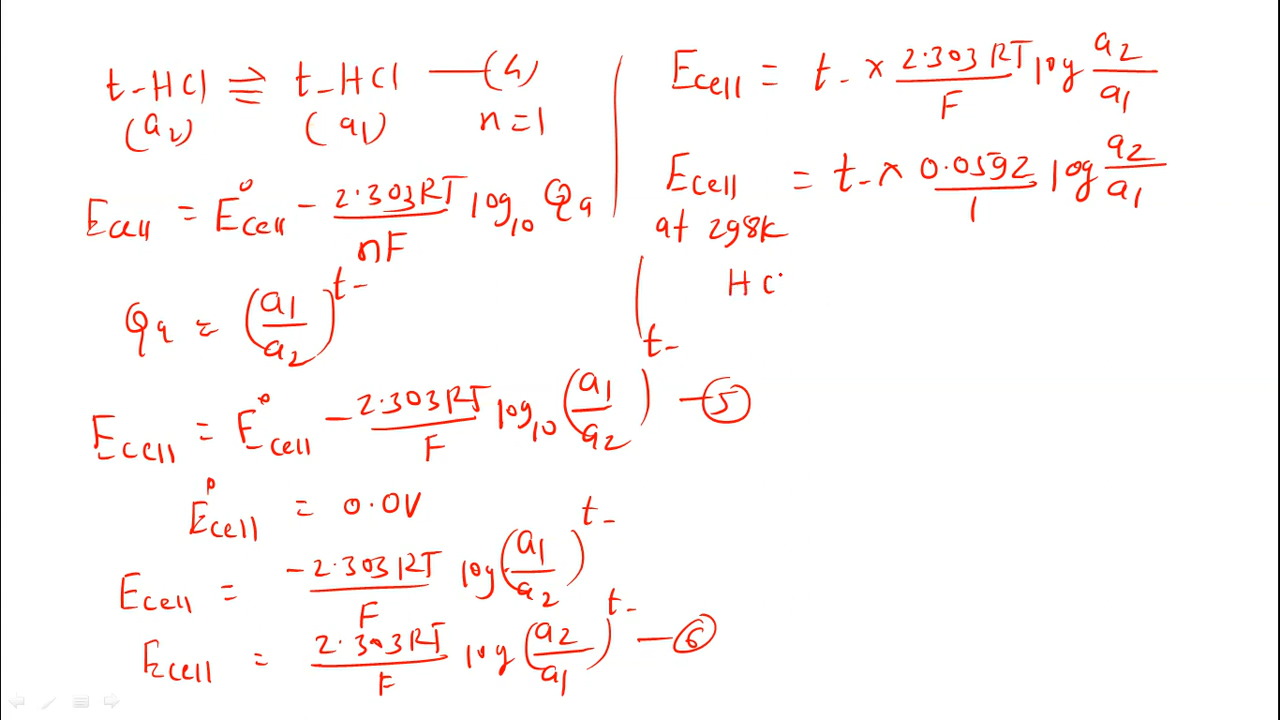 t-HCl ⇌ t-HCl —(4)
(a2) (a1) n=1
Ecell = E°cell - 2.303RT/nF log10 Qa
Qa = (a1/a2)^t-
Ecell = E°cell - 2.303RT/F log10 (a1/a2)^t- —(5)
E°cell = 0.0V
Ecell = -2.303RT/F log(a1/a2)^t-
Ecell = 2.303RT/F log(a2/a1)^t- —(6)
Ecell = t- × 2.303RT/F log a2/a1
Ecell = t- × 0.0592/1 log a2/a1
at 298K
HC